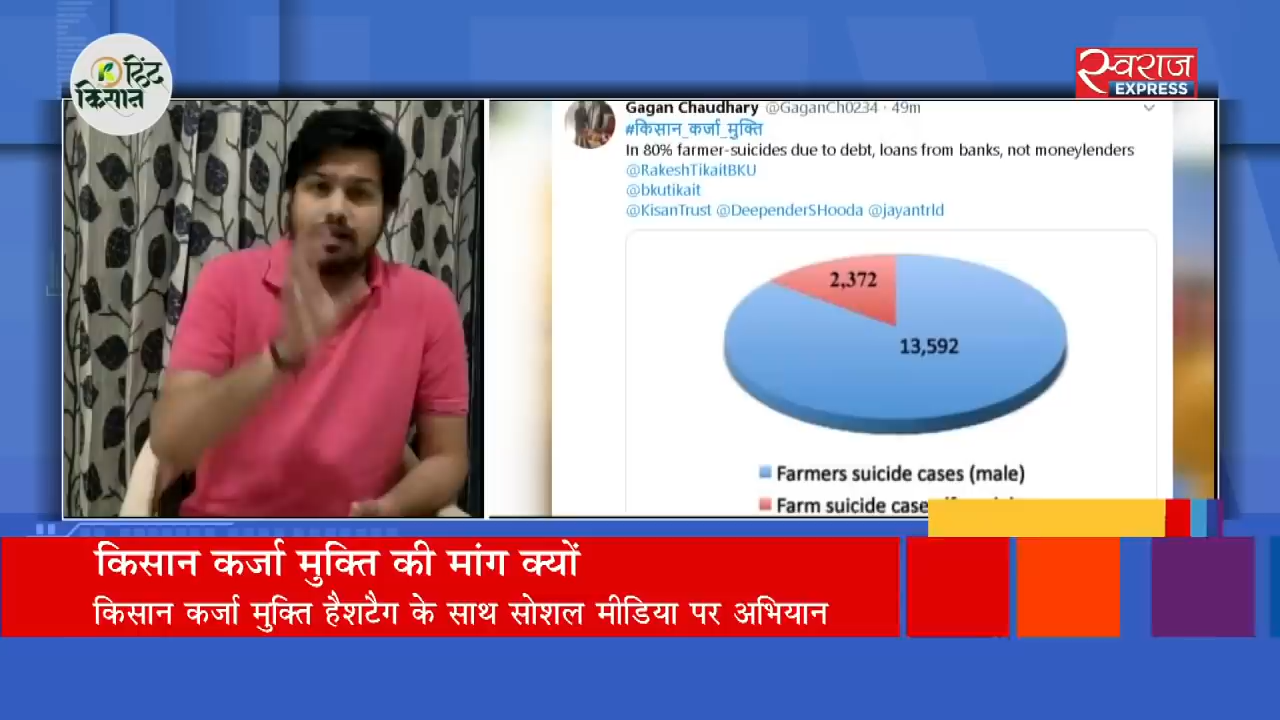 हिंद
किसान
स्वराज
EXPRESS
Gagan Chaudhary @GaganCh0234 · 49m
#किसान_कर्जा_मुक्ति
In 80% farmer-suicides due to debt, loans from banks, not moneylenders
@RakeshTikaitBKU
@bkutikait
@KisanTrust @DeependerSHooda @jayantrld
2,372
13,592
Farmers suicide cases (male)
Farm suicide
किसान कर्जा मुक्ति की मांग क्यों
किसान कर्जा मुक्ति हैशटैग के साथ सोशल मीडिया पर अभियान